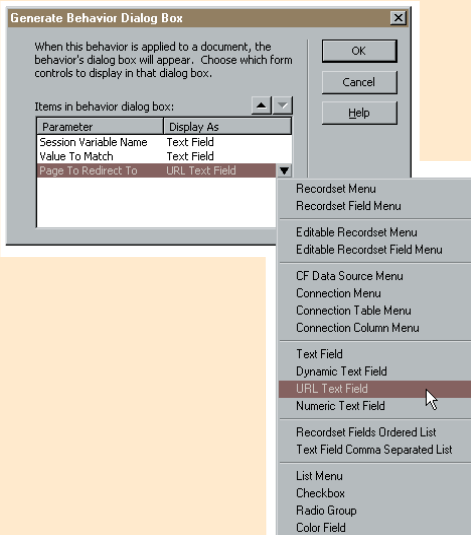 Generate Behavior Dialog Box
When this behavior is applied to a document, the
behavior's dialog box will appear. Choose which form
controls to display in that dialog box.
OK
Cancel
Help
Items in behavior dialog box:
Parameter Display As
Session Variable Name Text Field
Value To Match Text Field
Page To Redirect To URL Text Field
Recordset Menu
Recordset Field Menu
Editable Recordset Menu
Editable Recordset Field Menu
CF Data Source Menu
Connection Menu
Connection Table Menu
Connection Column Menu
Text Field
Dynamic Text Field
URL Text Field
Numeric Text Field
Recordset Fields Ordered List
Text Field Comma Separated List
List Menu
Checkbox
Radio Group
Color Field